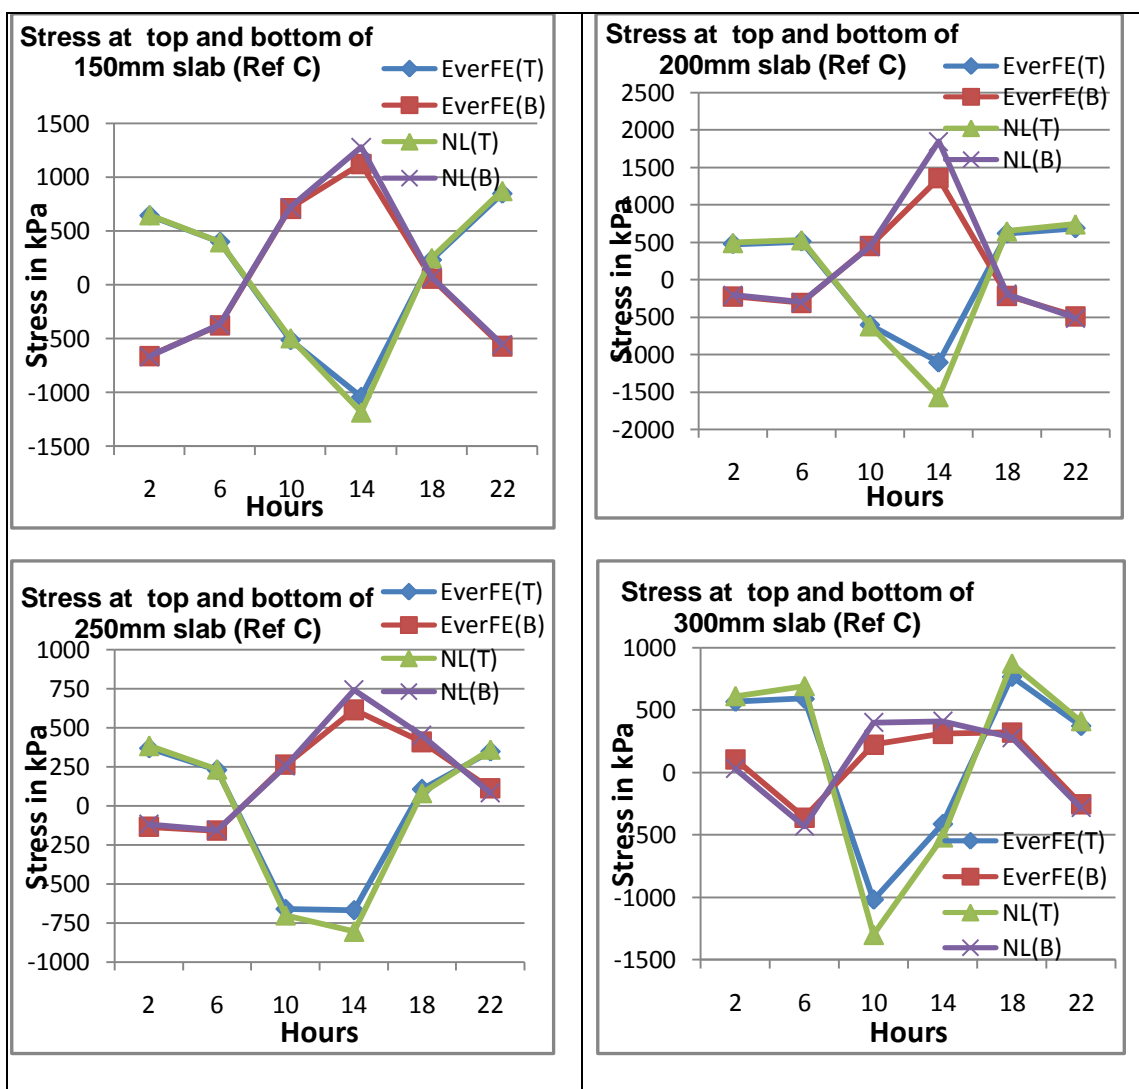 Stress at top and bottom of
150mm slab (Ref C)
EverFE(T)
EverFE(B)
NL(T)
NL(B)
Stress in kPa
1500
1000
500
0
-500
-1000
-1500
2 6 10 14 18 22
Hours
Stress at top and bottom of
200mm slab (Ref C)
EverFE(T)
EverFE(B)
NL(T)
NL(B)
Stress in kPa
2500
2000
1500
1000
500
0
-500
-1000
-1500
-2000
2 6 10 14 18 22
Hours
Stress at top and bottom of
250mm slab (Ref C)
EverFE(T)
EverFE(B)
NL(T)
NL(B)
Stress in kPa
1000
750
500
250
0
-250
-500
-750
-1000
2 6 10 14 18 22
Hours
Stress at top and bottom of
300mm slab (Ref C)
Stress in kPa
1000
500
0
-500
-1000
-1500
EverFE(T)
EverFE(B)
NL(T)
NL(B)
2 6 10 14 18 22
Hours